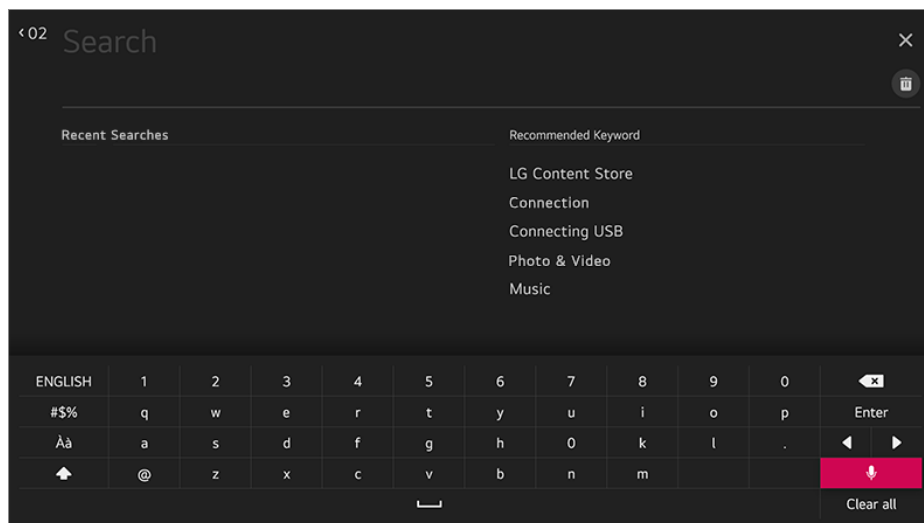 02
Search
Recent Searches
Recommended Keyword
LG Content Store
Connection
Connecting USB
Photo & Video
Music
ENGLISH 1 2 3 4 5 6 7 8 9 0
#$% q w e r t y u i o p Enter
Àà a s d f g h 0 k l .
@ z x c v b n m
Clear all